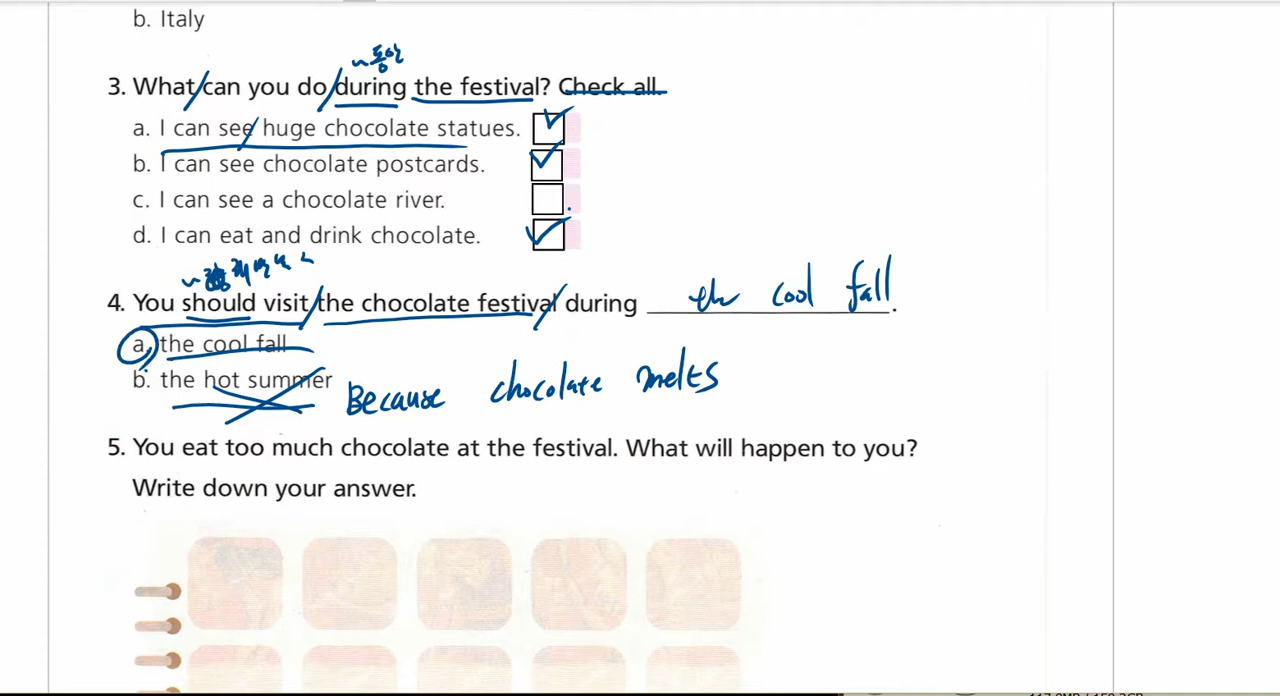 b. Italy
~동안
3. What can you do during the festival? Check all.
a. I can see huge chocolate statues.
b. I can see chocolate postcards.
c. I can see a chocolate river.
d. I can eat and drink chocolate.
4. You should visit the chocolate festival during the cool fall.
a. the cool fall
b. the hot summer Because chocolate melts
5. You eat too much chocolate at the festival. What will happen to you?
Write down your answer.